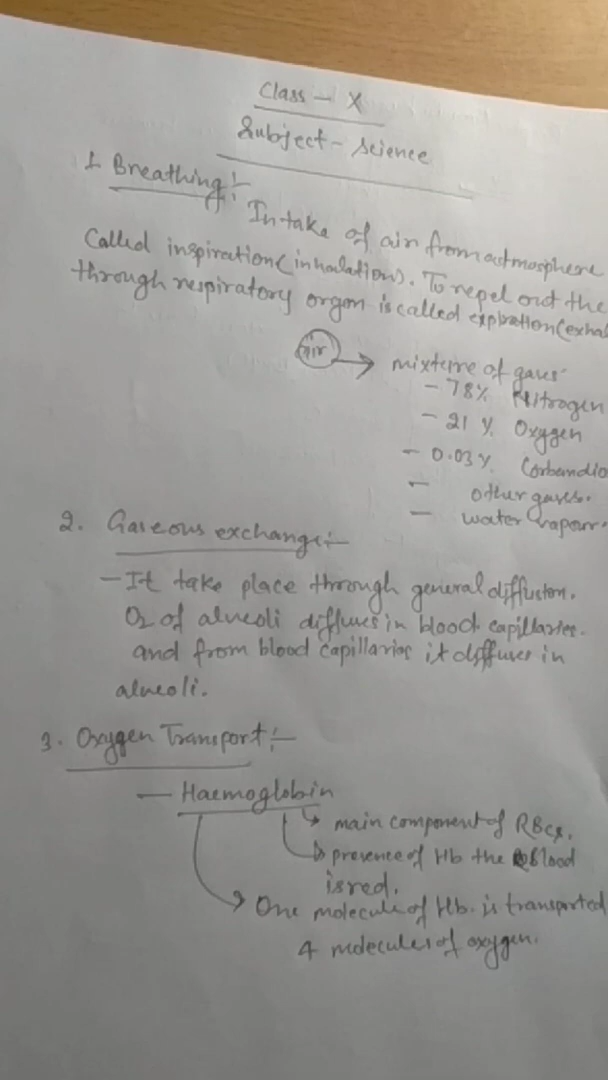 Class - X
Subject - Science
1 Breathing :-
Intake of air from atmosphere
Called inspiration (inhalation). To repel out the
through respiratory organ is called expiration (exhal
air → mixture of gases
- 78% Nitrogen
- 21 % Oxygen
- 0.03% Carbondio
- other gases.
- water vapour.
2. Gaseous exchange :-
- It take place through general diffusion.
O2 of alveoli diffuses in blood capillaries.
and from blood capillaries it diffuses in
alveoli.
3. Oxygen Transport :-
- Haemoglobin
main component of RBCs.
presence of Hb the Blood
is red.
One molecule of Hb. is transported
4 molecules of oxygen.